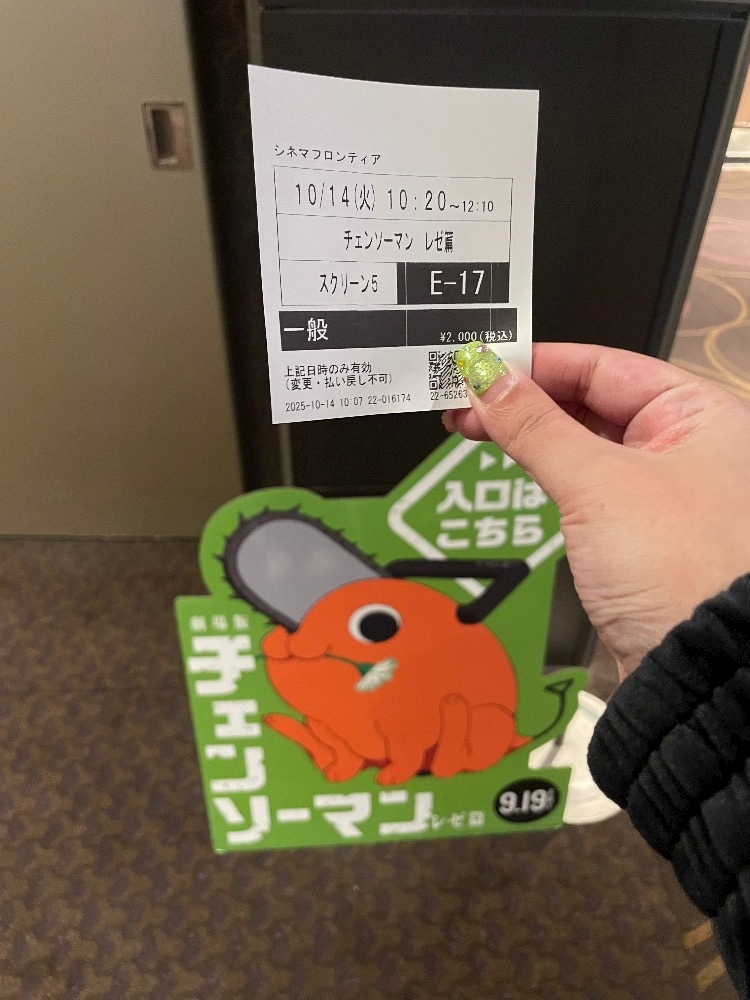 シネマフロンティア
10/14(火) 10:20～12:10
チェンソーマン レゼ篇
スクリーン5 E-17
一般
¥2,000(税込)
上記日時のみ有効
(変更・払い戻し不可)
2025-10-14 10:07 22-016174
22-65263
入口は
こちら
劇場版
チェンソーマン
レゼ篇
9.19